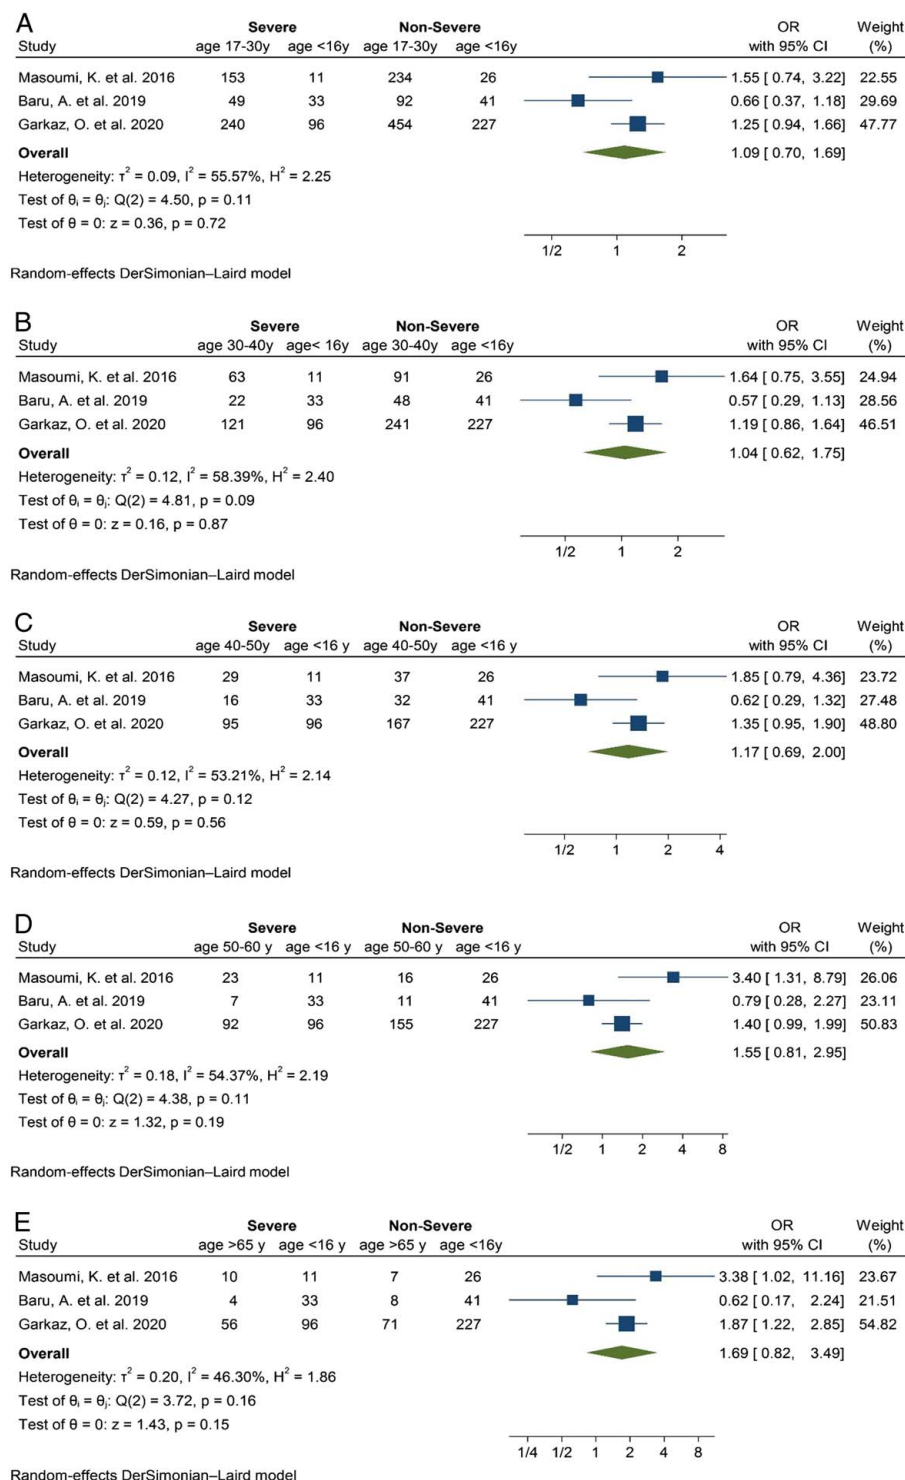 A
Severe Non-Severe OR Weight
Study age 17-30y age <16y age 17-30y age <16y with 95% CI (%)
Masoumi, K. et al. 2016 153 11 234 26 1.55 [ 0.74, 3.22] 22.55
Baru, A. et al. 2019 49 33 92 41 0.66 [ 0.37, 1.18] 29.69
Garkaz, O. et al. 2020 240 96 454 227 1.25 [ 0.94, 1.66] 47.77
Overall 1.09 [ 0.70, 1.69]
Heterogeneity: τ² = 0.09, I² = 55.57%, H² = 2.25
Test of θᵢ = θⱼ: Q(2) = 4.50, p = 0.11
Test of θ = 0: z = 0.36, p = 0.72
1/2 1 2
Random-effects DerSimonian–Laird model
B
Severe Non-Severe OR Weight
Study age 30-40y age< 16y age 30-40y age <16y with 95% CI (%)
Masoumi, K. et al. 2016 63 11 91 26 1.64 [ 0.75, 3.55] 24.94
Baru, A. et al. 2019 22 33 48 41 0.57 [ 0.29, 1.13] 28.56
Garkaz, O. et al. 2020 121 96 241 227 1.19 [ 0.86, 1.64] 46.51
Overall 1.04 [ 0.62, 1.75]
Heterogeneity: τ² = 0.12, I² = 58.39%, H² = 2.40
Test of θᵢ = θⱼ: Q(2) = 4.81, p = 0.09
Test of θ = 0: z = 0.16, p = 0.87
1/2 1 2
Random-effects DerSimonian–Laird model
C
Severe Non-Severe OR Weight
Study age 40-50y age <16 y age 40-50y age <16 y with 95% CI (%)
Masoumi, K. et al. 2016 29 11 37 26 1.85 [ 0.79, 4.36] 23.72
Baru, A. et al. 2019 16 33 32 41 0.62 [ 0.29, 1.32] 27.48
Garkaz, O. et al. 2020 95 96 167 227 1.35 [ 0.95, 1.90] 48.80
Overall 1.17 [ 0.69, 2.00]
Heterogeneity: τ² = 0.12, I² = 53.21%, H² = 2.14
Test of θᵢ = θⱼ: Q(2) = 4.27, p = 0.12
Test of θ = 0: z = 0.59, p = 0.56
1/2 1 2 4
Random-effects DerSimonian–Laird model
D
Severe Non-Severe OR Weight
Study age 50-60 y age <16 y age 50-60 y age <16 y with 95% CI (%)
Masoumi, K. et al. 2016 23 11 16 26 3.40 [ 1.31, 8.79] 26.06
Baru, A. et al. 2019 7 33 11 41 0.79 [ 0.28, 2.27] 23.11
Garkaz, O. et al. 2020 92 96 155 227 1.40 [ 0.99, 1.99] 50.83
Overall 1.55 [ 0.81, 2.95]
Heterogeneity: τ² = 0.18, I² = 54.37%, H² = 2.19
Test of θᵢ = θⱼ: Q(2) = 4.38, p = 0.11
Test of θ = 0: z = 1.32, p = 0.19
1/2 1 2 4 8
Random-effects DerSimonian–Laird model
E
Severe Non-Severe OR Weight
Study age >65 y age <16 y age >65 y age <16y with 95% CI (%)
Masoumi, K. et al. 2016 10 11 7 26 3.38 [ 1.02, 11.16] 23.67
Baru, A. et al. 2019 4 33 8 41 0.62 [ 0.17, 2.24] 21.51
Garkaz, O. et al. 2020 56 96 71 227 1.87 [ 1.22, 2.85] 54.82
Overall 1.69 [ 0.82, 3.49]
Heterogeneity: τ² = 0.20, I² = 46.30%, H² = 1.86
Test of θᵢ = θⱼ: Q(2) = 3.72, p = 0.16
Test of θ = 0: z = 1.43, p = 0.15
1/4 1/2 1 2 4 8
Random-effects DerSimonian–Laird model